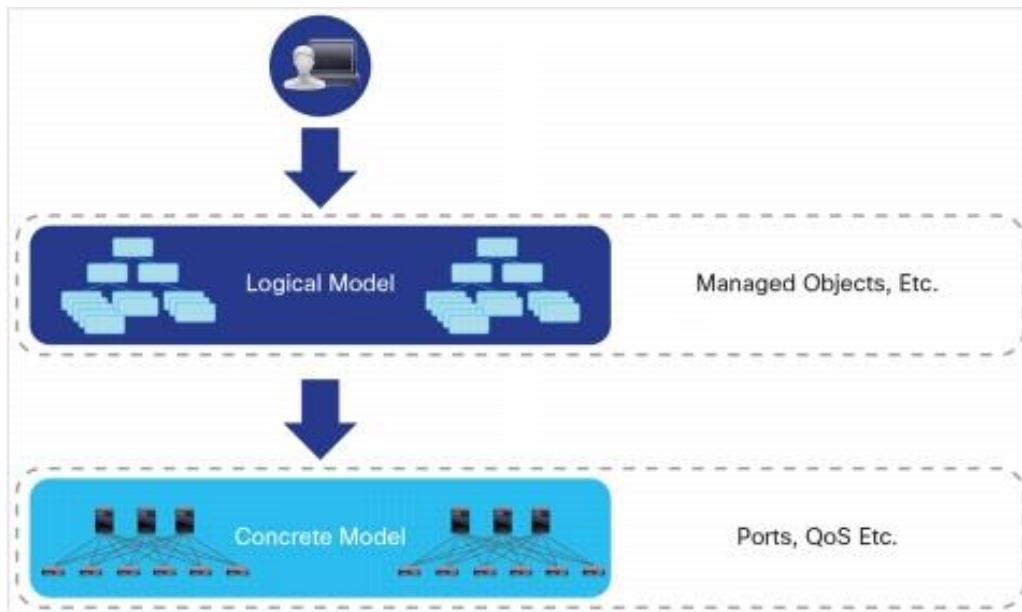 Logical Model
Managed Objects, Etc.
Concrete Model
Ports, QoS Etc.